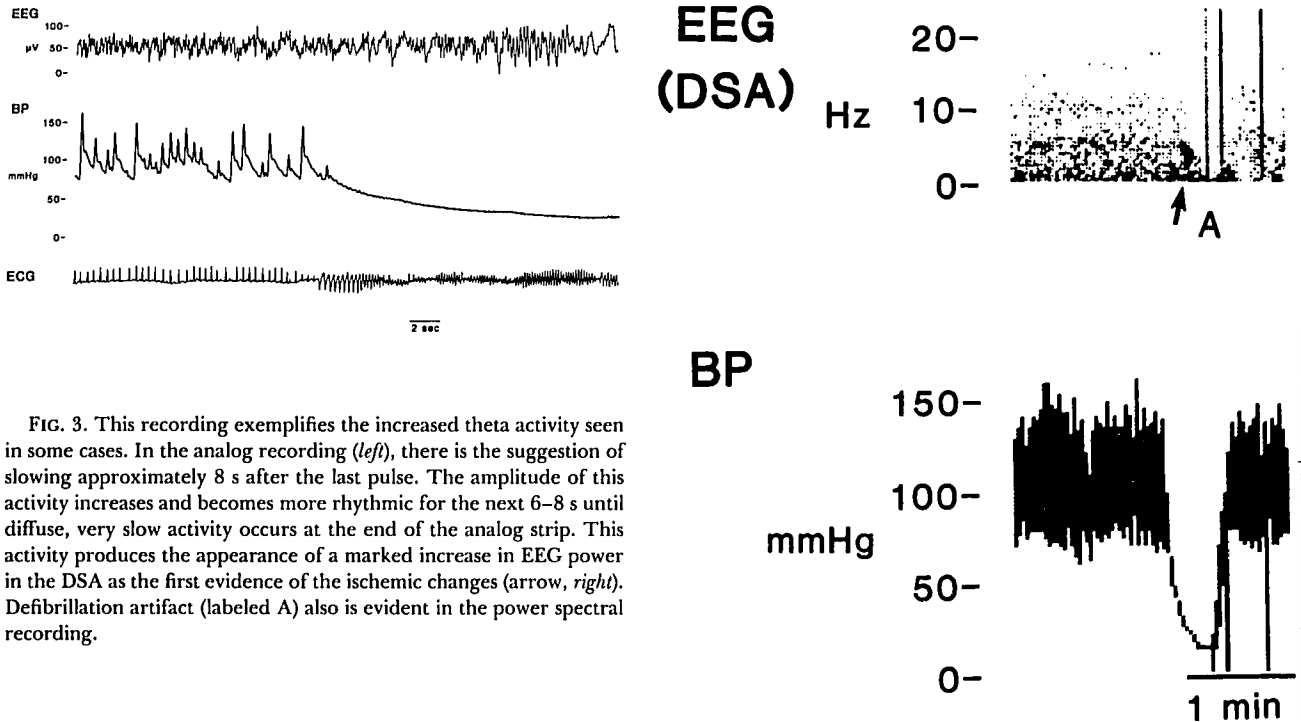 EEG
100-
μV 50-
0-
BP
150-
100-
mmHg
50-
0-
ECG
2 sec
FIG. 3. This recording exemplifies the increased theta activity seen
in some cases. In the analog recording (left), there is the suggestion of
slowing approximately 8 s after the last pulse. The amplitude of this
activity increases and becomes more rhythmic for the next 6–8 s until
diffuse, very slow activity occurs at the end of the analog strip. This
activity produces the appearance of a marked increase in EEG power
in the DSA as the first evidence of the ischemic changes (arrow, right).
Defibrillation artifact (labeled A) also is evident in the power spectral
recording.
EEG
(DSA)
Hz
20-
10-
0-
A
BP
150-
100-
mmHg
50-
0-
1 min